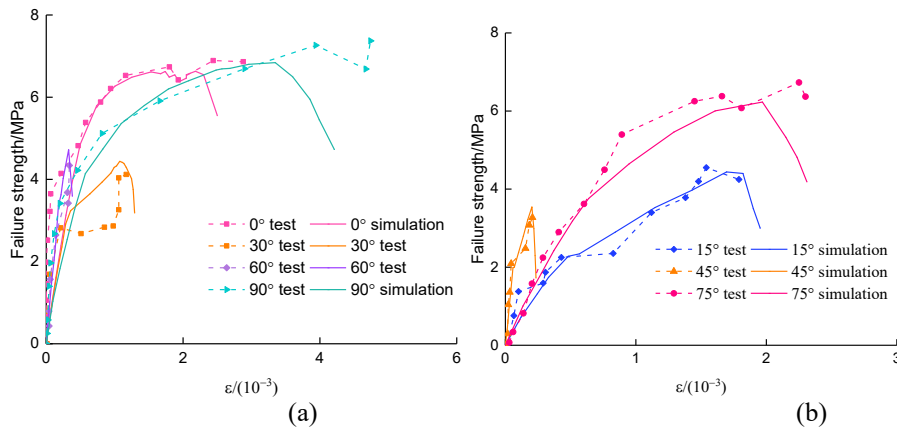 (a)
Failure strength/MPa
8
6
4
2
0
0 2 4 6
ε/(10⁻³)
0° test 0° simulation
30° test 30° test
60° test 60° test
90° test 90° simulation
(b)
Failure strength/MPa
8
6
4
2
0
0 1 2 3
ε/(10⁻³)
15° test 15° simulation
45° test 45° simulation
75° test 75° simulation